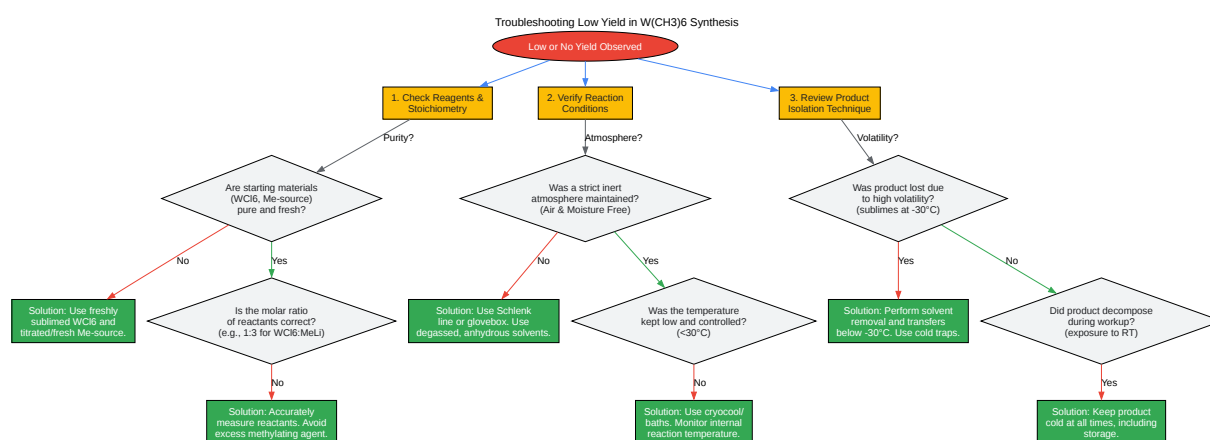 Troubleshooting Low Yield in W(CH3)6 Synthesis
Low or No Yield Observed
1. Check Reagents &
Stoichiometry
2. Verify Reaction
Conditions
3. Review Product
Isolation Technique
Purity?
Atmosphere?
Volatility?
Are starting materials
(WCl6, Me-source)
pure and fresh?
Was a strict inert
atmosphere maintained?
(Air & Moisture Free)
Was product lost due
to high volatility?
(sublimes at -30°C)
No
Yes
No
Yes
Yes
No
Solution: Use freshly
sublimed WCl6 and
titrated/fresh Me-source.
Is the molar ratio
of reactants correct?
(e.g., 1:3 for WCl6:MeLi)
Solution: Use Schlenk
line or glovebox. Use
degassed, anhydrous solvents.
Was the temperature
kept low and controlled?
(<30°C)
Solution: Perform solvent
removal and transfers
below -30°C. Use cold traps.
Did product decompose
during workup?
(exposure to RT)
No
No
Yes
Solution: Accurately
measure reactants. Avoid
excess methylating agent.
Solution: Use cryocool/
baths. Monitor internal
reaction temperature.
Solution: Keep product
cold at all times, including
storage.